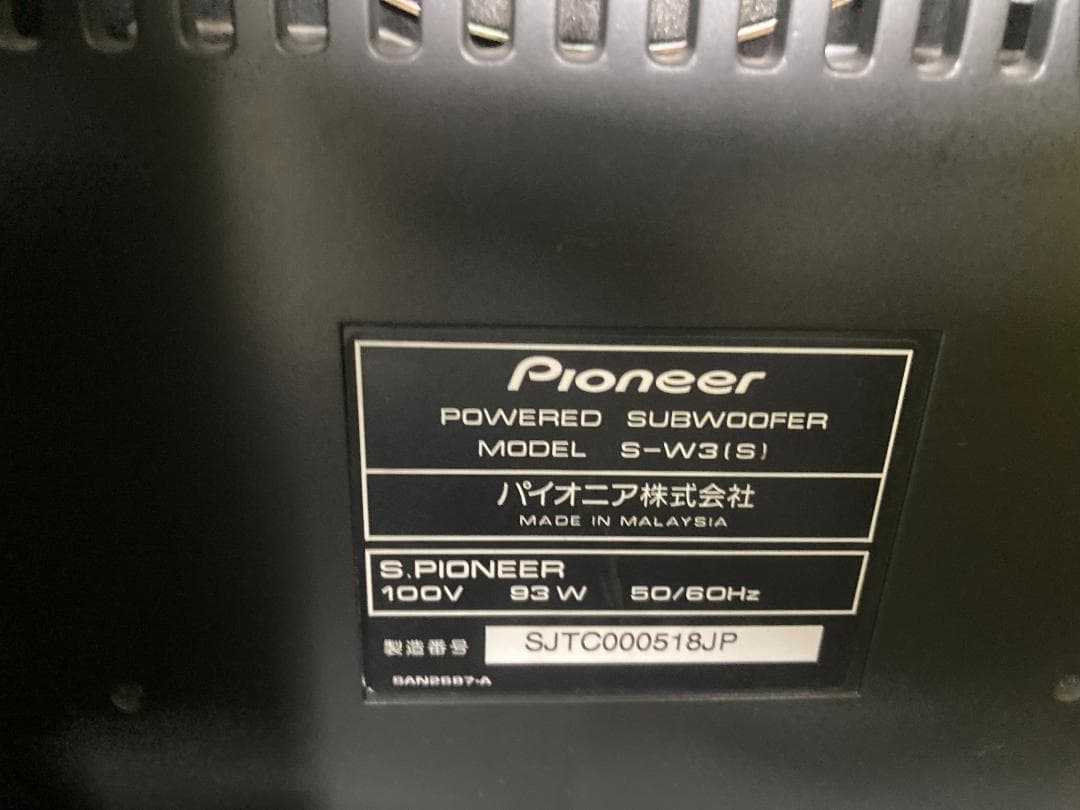 Pioneer
POWERED SUBWOOFER
MODEL S-W3(S)
パイオニア株式会社
MADE IN MALAYSIA
S.PIONEER
100V 93W 50/60Hz
製造番号 SJTC000518JP